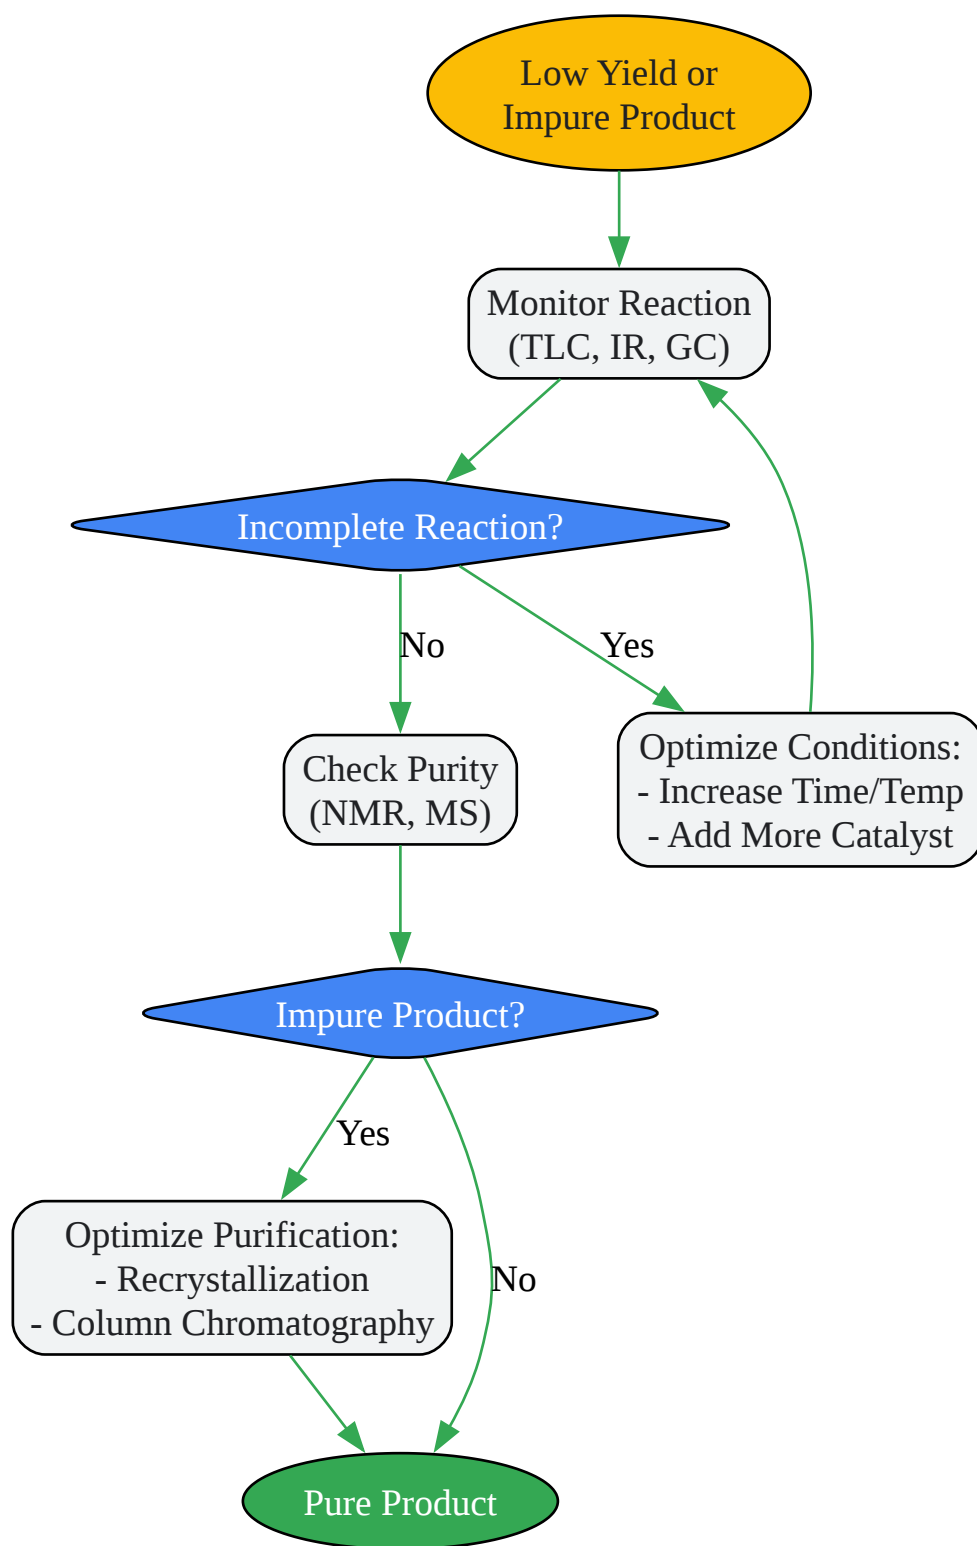 Low Yield or
Impure Product
Monitor Reaction
(TLC, IR, GC)
Incomplete Reaction?
No
Yes
Check Purity
(NMR, MS)
Optimize Conditions:
- Increase Time/Temp
- Add More Catalyst
Impure Product?
Yes
Optimize Purification:
- Recrystallization
- Column Chromatography
No
Pure Product